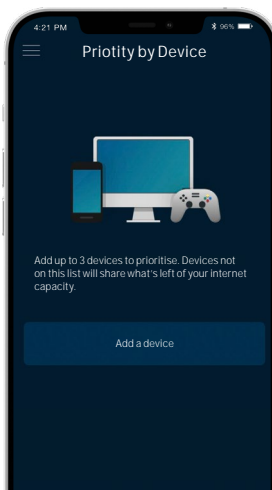 4:21 PM
96%
Priotity by Device
Add up to 3 devices to prioritise. Devices not
on this list will share what's left of your internet
capacity.
Add a device